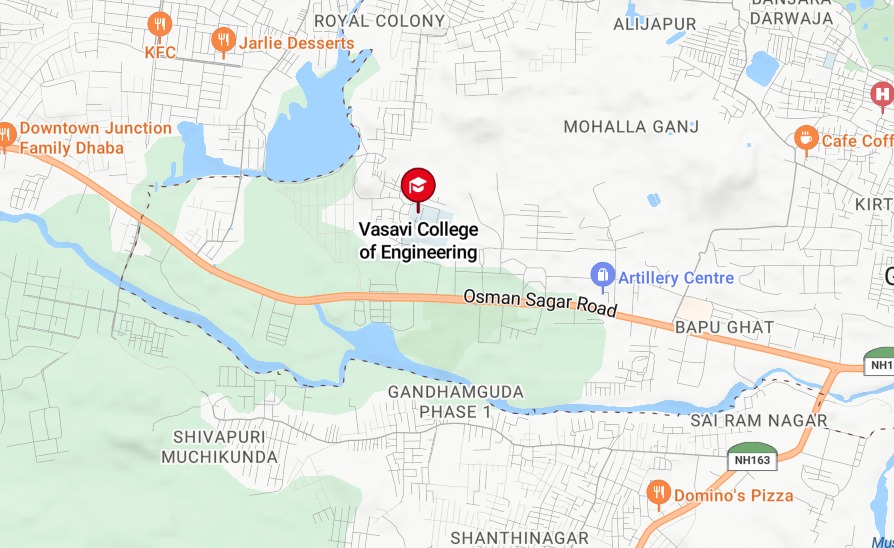 BANJARA
DARWAJA
ROYAL COLONY
ALIJAPUR
KFC
Jarlie Desserts
MOHALLA GANJ
Downtown Junction
Family Dhaba
H
Cafe Coff
KIRT
Vasavi College
of Engineering
Artillery Centre
G
Osman Sagar Road
BAPU GHAT
NH1
GANDHAMGUDA
PHASE 1
SAI RAM NAGAR
SHIVAPURI
MUCHIKUNDA
NH163
Domino's Pizza
SHANTHINAGAR
Mus